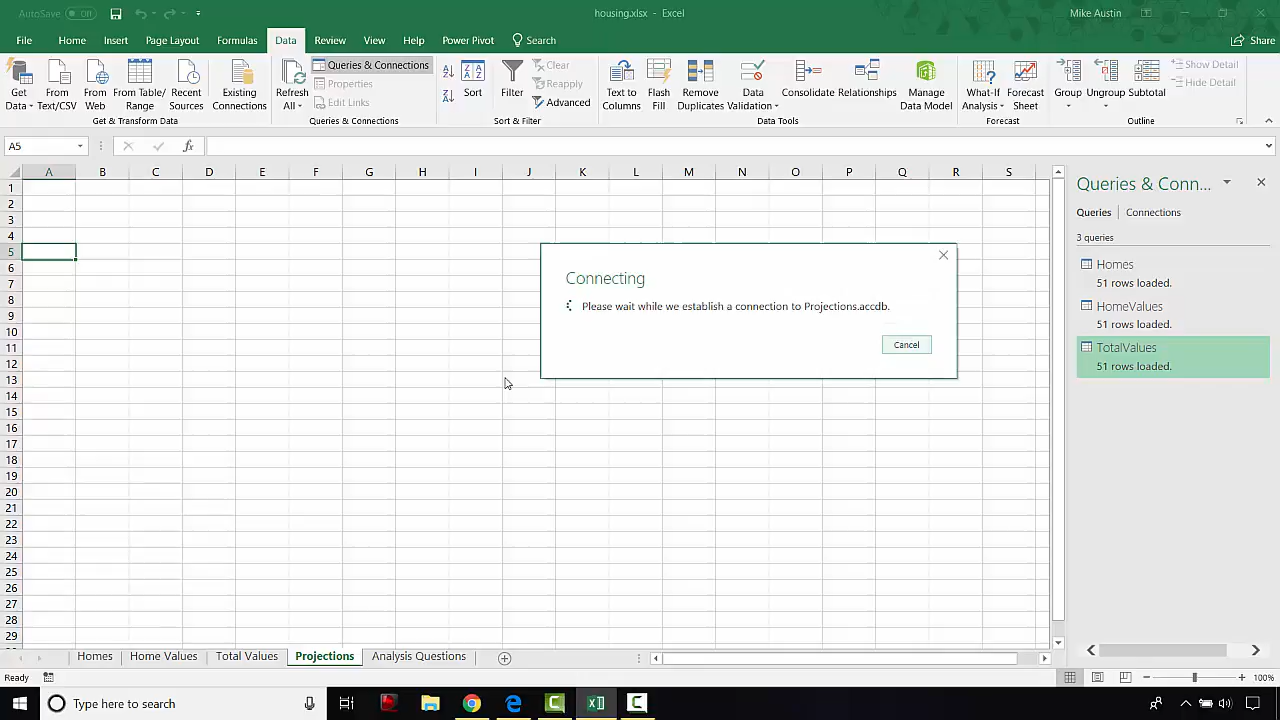 AutoSave Off
housing.xlsx - Excel
Mike Austin
File Home Insert Page Layout Formulas Data Review View Help Power Pivot Search Share
Get Data From Text/CSV From Web From Table/Range Recent Sources Existing Connections
Get & Transform Data
Refresh All Queries & Connections Properties Edit Links
Queries & Connections
Sort Filter Clear Reapply Advanced
Sort & Filter
Text to Columns Flash Fill Remove Duplicates Data Validation Consolidate Relationships Manage Data Model
Data Tools
What-If Analysis Forecast Sheet
Forecast
Group Ungroup Subtotal Show Detail Hide Detail
Outline
A5 fx
A B C D E F G H I J K L M N O P Q R S
1
2
3
4
5
6
7
8
9
10
11
12
13
14
15
16
17
18
19
20
21
22
23
24
25
26
27
28
29
Connecting
Please wait while we establish a connection to Projections.accdb.
Cancel
Queries & Conn...
Queries Connections
3 queries
Homes
51 rows loaded.
HomeValues
51 rows loaded.
TotalValues
51 rows loaded.
Homes Home Values Total Values Projections Analysis Questions
Ready 100%
Type here to search